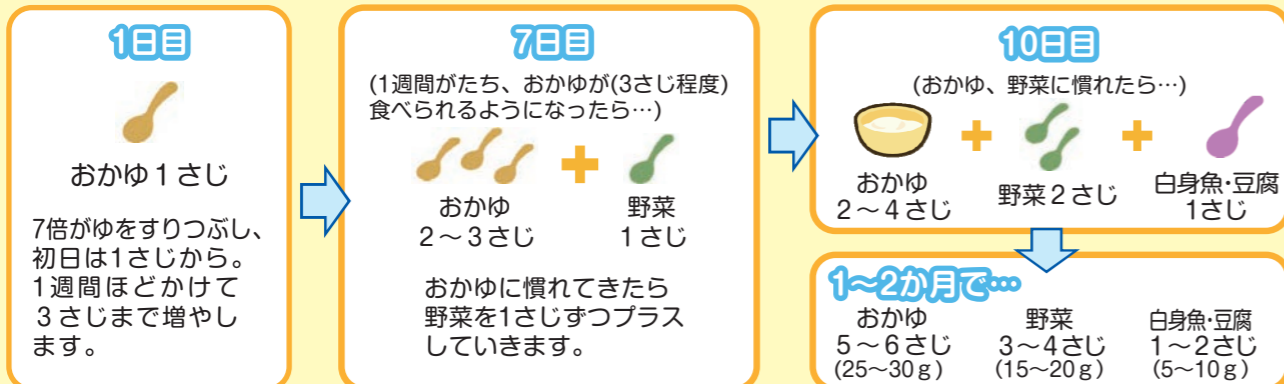 1日目
おかゆ1さじ
7倍がゆをすりつぶし、
初日は1さじから。
1週間ほどかけて
3さじまで増やし
ます。
7日目
(1週間がたち、おかゆが(3さじ程度)
食べられるようになったら…)
おかゆ
2～3さじ
野菜
1さじ
おかゆに慣れてきたら
野菜を1さじずつプラス
していきます。
10日目
(おかゆ、野菜に慣れたら…)
おかゆ
2～4さじ
野菜2さじ
白身魚・豆腐
1さじ
1～2か月で…
おかゆ
5～6さじ
(25～30g)
野菜
3～4さじ
(15～20g)
白身魚・豆腐
1～2さじ
(5～10g)